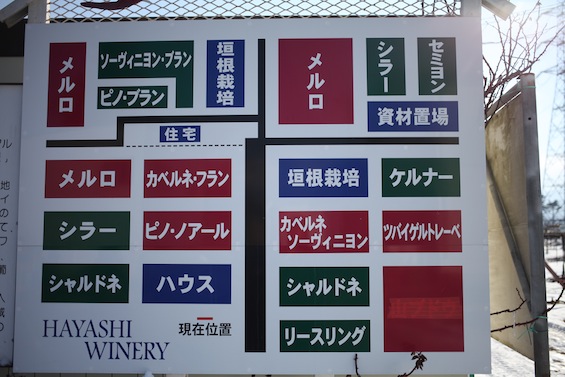 メルロ
ソーヴィニヨン・ブラン
ピノ・ブラン
垣根栽培
メルロ
シラー
セミヨン
資材置場
住宅
メルロ
カベルネ・フラン
垣根栽培
ケルナー
シラー
ピノ・ノアール
カベルネ
ソーヴィニヨン
ツバイゲルトレーベ
シャルドネ
ハウス
シャルドネ
リースリング
現在位置
HAYASHI
WINERY